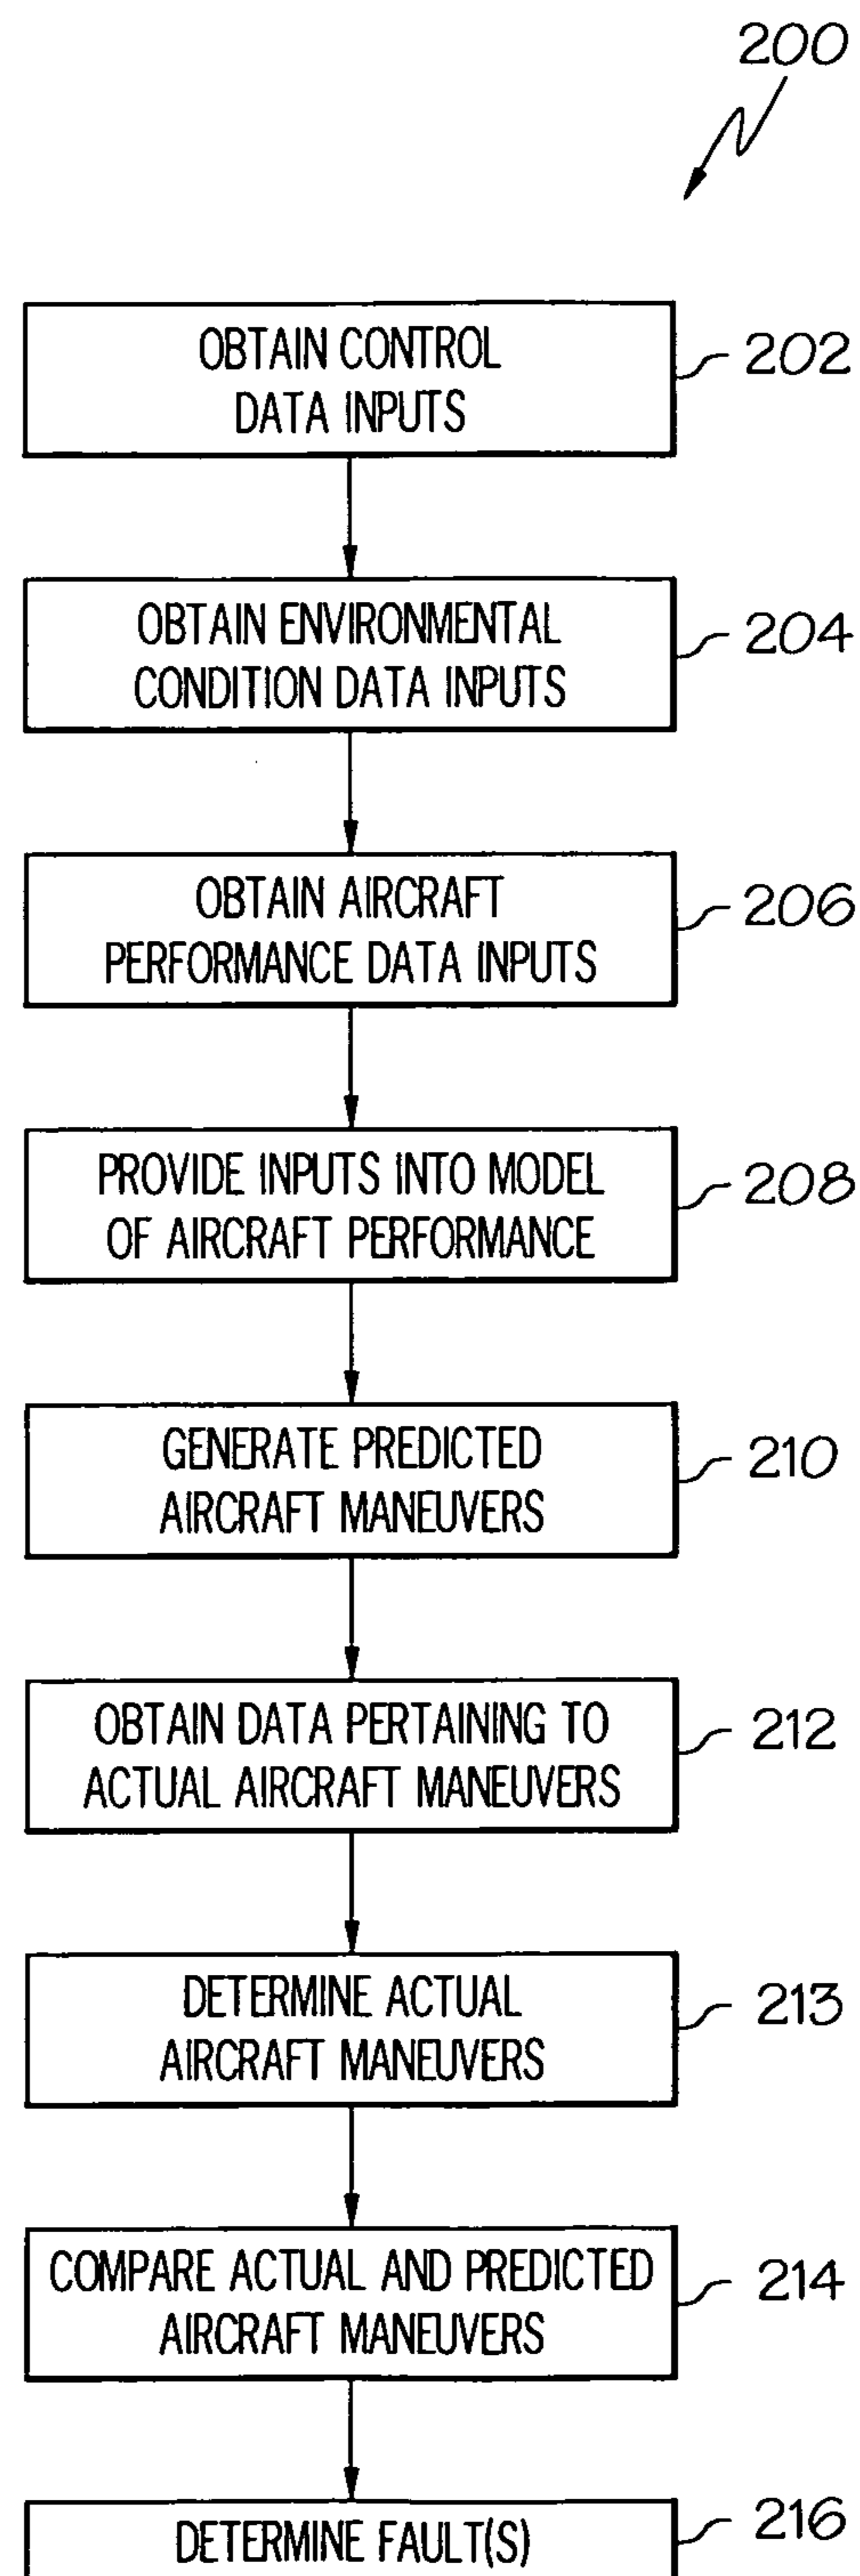 200
OBTAIN CONTROL
DATA INPUTS
202
OBTAIN ENVIRONMENTAL
CONDITION DATA INPUTS
204
OBTAIN AIRCRAFT
PERFORMANCE DATA INPUTS
206
PROVIDE INPUTS INTO MODEL
OF AIRCRAFT PERFORMANCE
208
GENERATE PREDICTED
AIRCRAFT MANEUVERS
210
OBTAIN DATA PERTAINING TO
ACTUAL AIRCRAFT MANEUVERS
212
DETERMINE ACTUAL
AIRCRAFT MANEUVERS
213
COMPARE ACTUAL AND PREDICTED
AIRCRAFT MANEUVERS
214
DETERMINE FAULT(S)
216